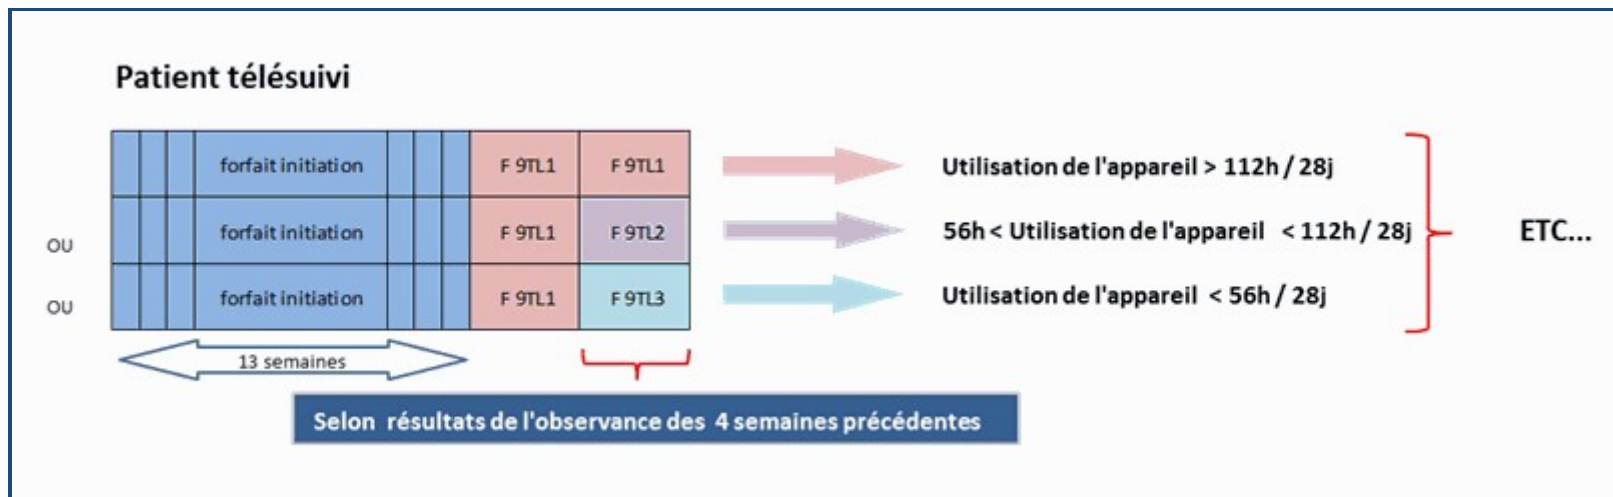 Patient télésuivi
forfait initiation F 9TL1 F 9TL1 Utilisation de l'appareil > 112h / 28j
OU forfait initiation F 9TL1 F 9TL2 56h < Utilisation de l'appareil < 112h / 28j ETC...
OU forfait initiation F 9TL1 F 9TL3 Utilisation de l'appareil < 56h / 28j
13 semaines
Selon résultats de l'observance des 4 semaines précédentes